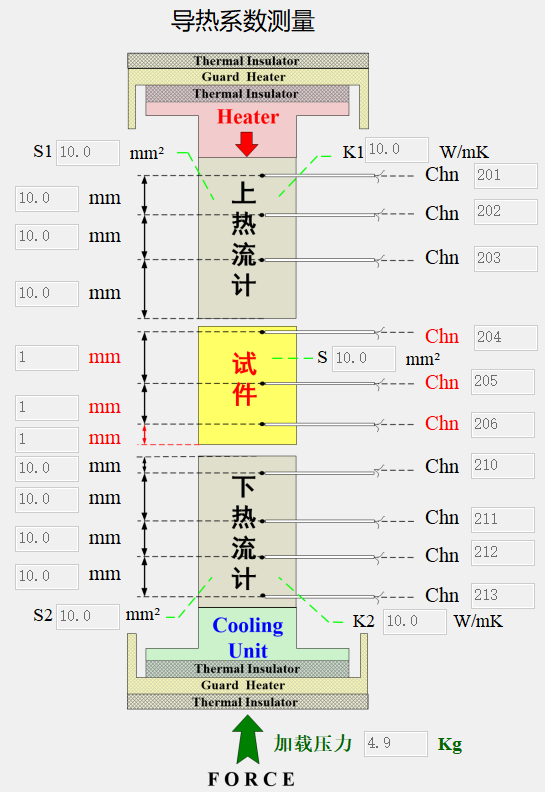 导热系数测量
Thermal Insulator
Guard Heater
Thermal Insulator
Heater
S1 10.0 mm²
K1 10.0 W/mK
Chn 201
10.0 mm
Chn 202
10.0 mm
Chn 203
10.0 mm
上热流计
Chn 204
1 mm
S 10.0 mm²
试件
Chn 205
1 mm
Chn 206
1 mm
10.0 mm
Chn 210
10.0 mm
Chn 211
10.0 mm
Chn 212
10.0 mm
Chn 213
下热流计
S2 10.0 mm²
K2 10.0 W/mK
Cooling
Unit
Thermal Insulator
Guard Heater
Thermal Insulator
加载压力 4.9 Kg
FORCE